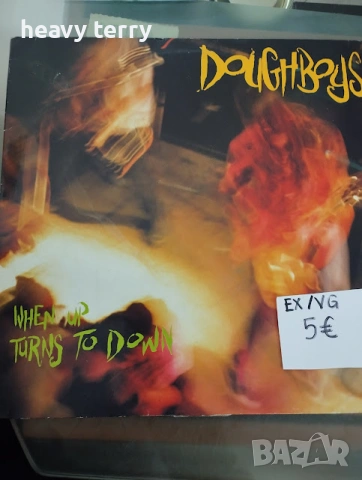 heavy terry
DOUGHBOYS
WHEN UP
TURNS TO DOWN
EX/VG
5€
BAZAR